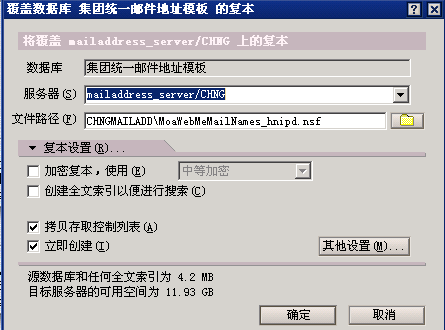 覆盖数据库 集团统一邮件地址模板 的复本
将覆盖 mailaddress_server/CHNG 上的复本
数据库 集团统一邮件地址模板
服务器(S) mailaddress_server/CHNG
文件路径(F) CHNGMAILADD\MoaWebMeMailNames_hnipd.nsf
复本设置(R)...
加密复本，使用(E) 中等加密
创建全文索引以便进行搜索(C)
拷贝存取控制列表(A)
立即创建(I) 其他设置(M)...
源数据库和任何全文索引为 4.2 MB
目标服务器的可用空间为 11.93 GB
确定 取消